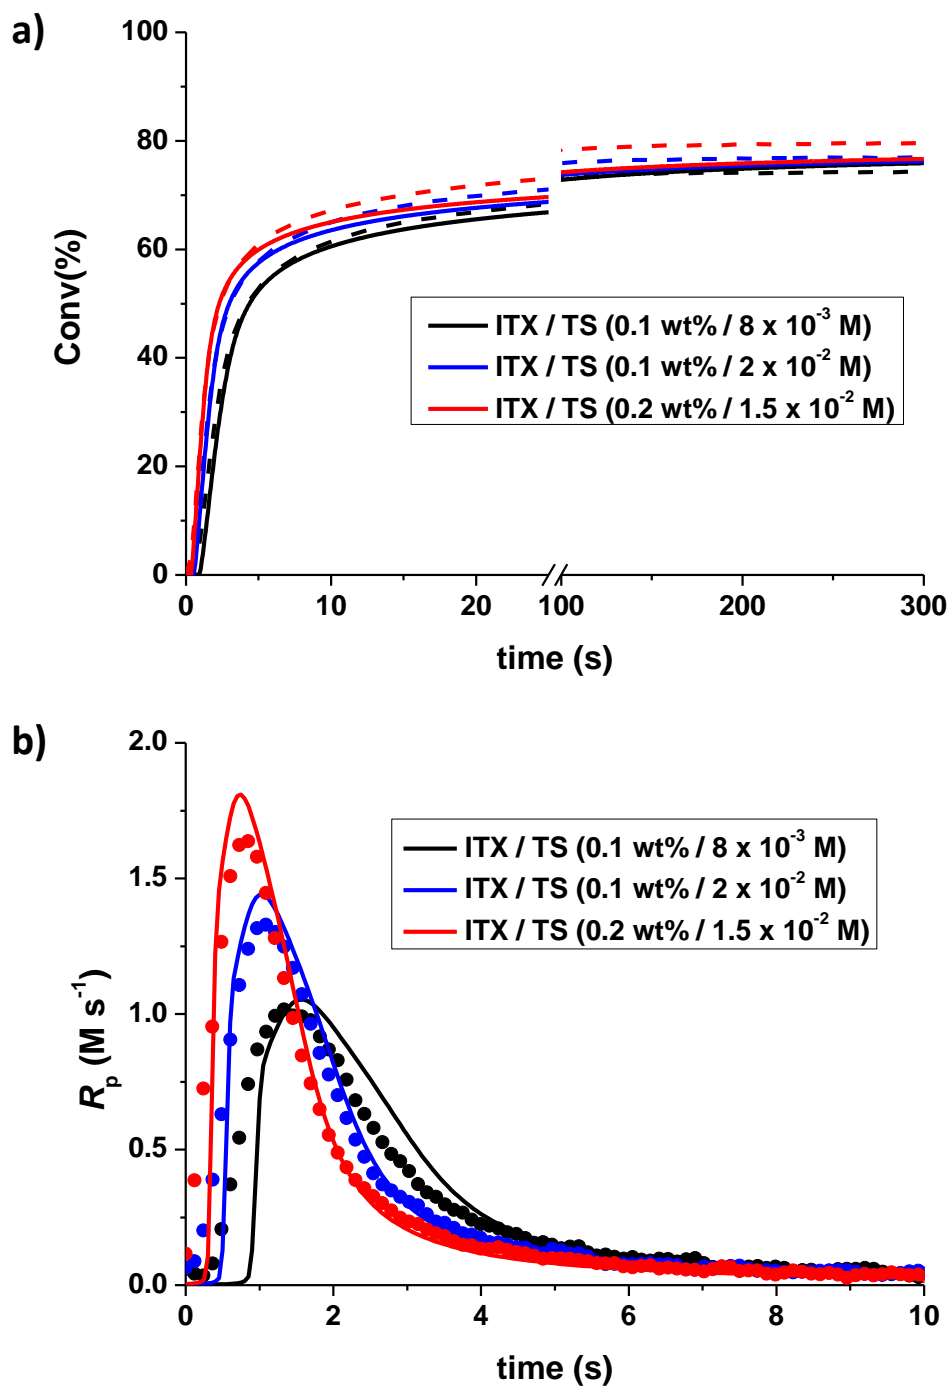 a)
100
80
60
40
20
0
Conv(%)
ITX / TS (0.1 wt% / 8 x 10⁻³ M)
ITX / TS (0.1 wt% / 2 x 10⁻² M)
ITX / TS (0.2 wt% / 1.5 x 10⁻² M)
0 10 20 100 200 300
time (s)
b)
2.0
1.5
1.0
0.5
0.0
Rₚ (M s⁻¹)
ITX / TS (0.1 wt% / 8 x 10⁻³ M)
ITX / TS (0.1 wt% / 2 x 10⁻² M)
ITX / TS (0.2 wt% / 1.5 x 10⁻² M)
0 2 4 6 8 10
time (s)